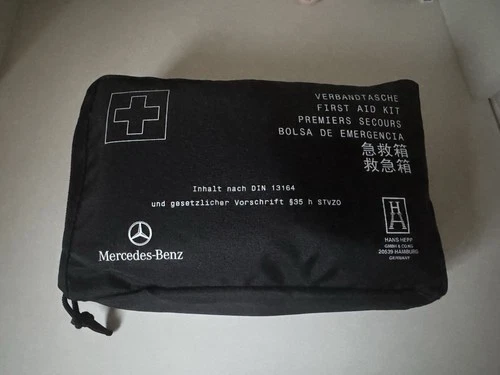 VERBANDTASCHE
FIRST AID KIT
PREMIERS SECOURS
BOLSA DE EMERGENCIA
急救箱
救急箱
Inhalt nach DIN 13164
und gesetzlicher Vorschrift §35 h STVZO
Mercedes-Benz
HANS HEPP
GMBH & CO KG
20539 HAMBURG
GERMANY